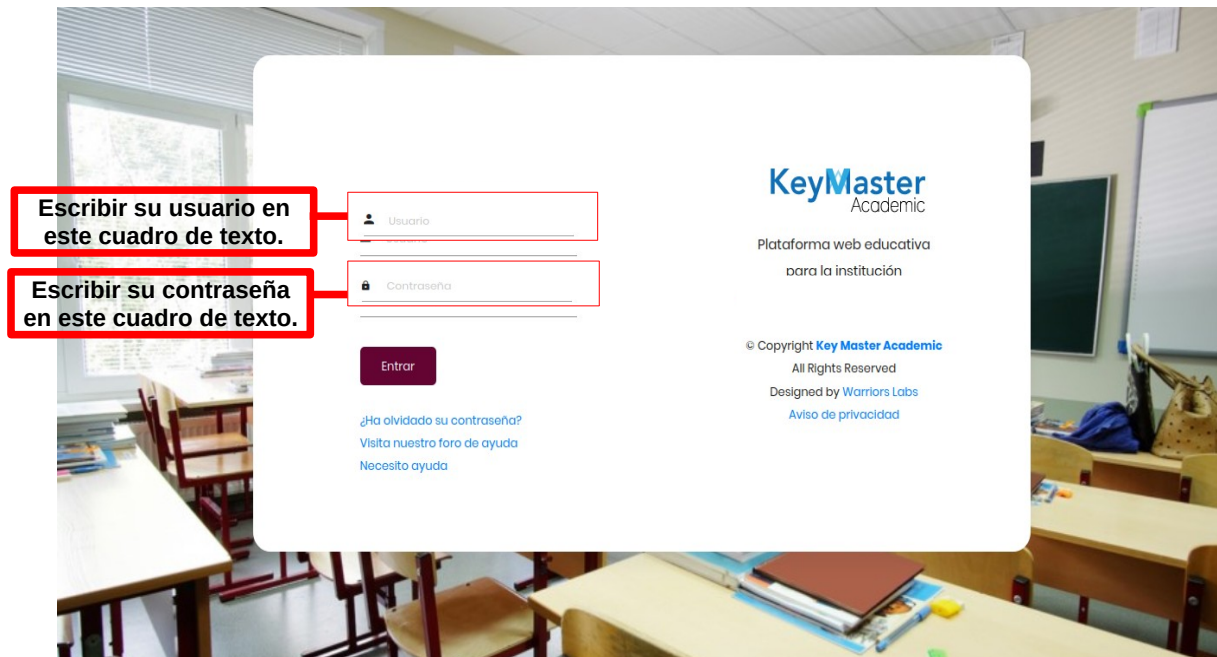 Escribir su usuario en
este cuadro de texto.
Usuario
Escribir su contraseña
en este cuadro de texto.
Contraseña
Entrar
¿Ha olvidado su contraseña?
Visita nuestro foro de ayuda
Necesito ayuda
KeyMaster
Academic
Plataforma web educativa
para la institución
© Copyright Key Master Academic
All Rights Reserved
Designed by Warriors Labs
Aviso de privacidad